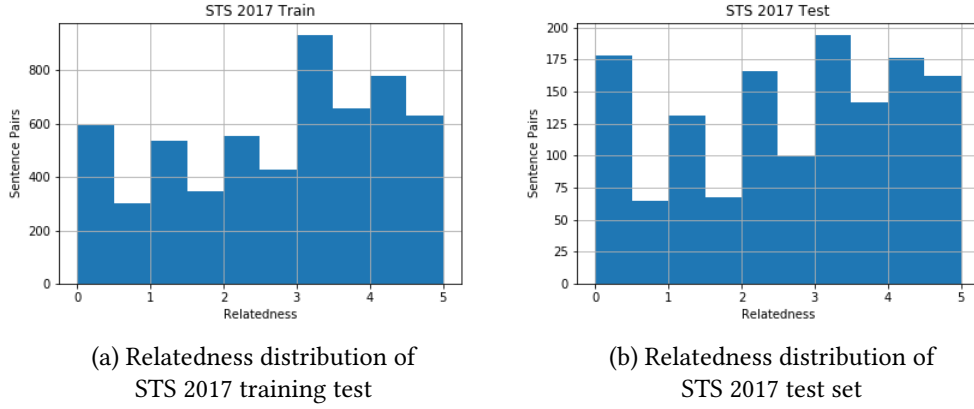 STS 2017 Train
Sentence Pairs
800
600
400
200
0
0 1 2 3 4 5
Relatedness
(a) Relatedness distribution of
STS 2017 training test
STS 2017 Test
Sentence Pairs
200
175
150
125
100
75
50
25
0
0 1 2 3 4 5
Relatedness
(b) Relatedness distribution of
STS 2017 test set